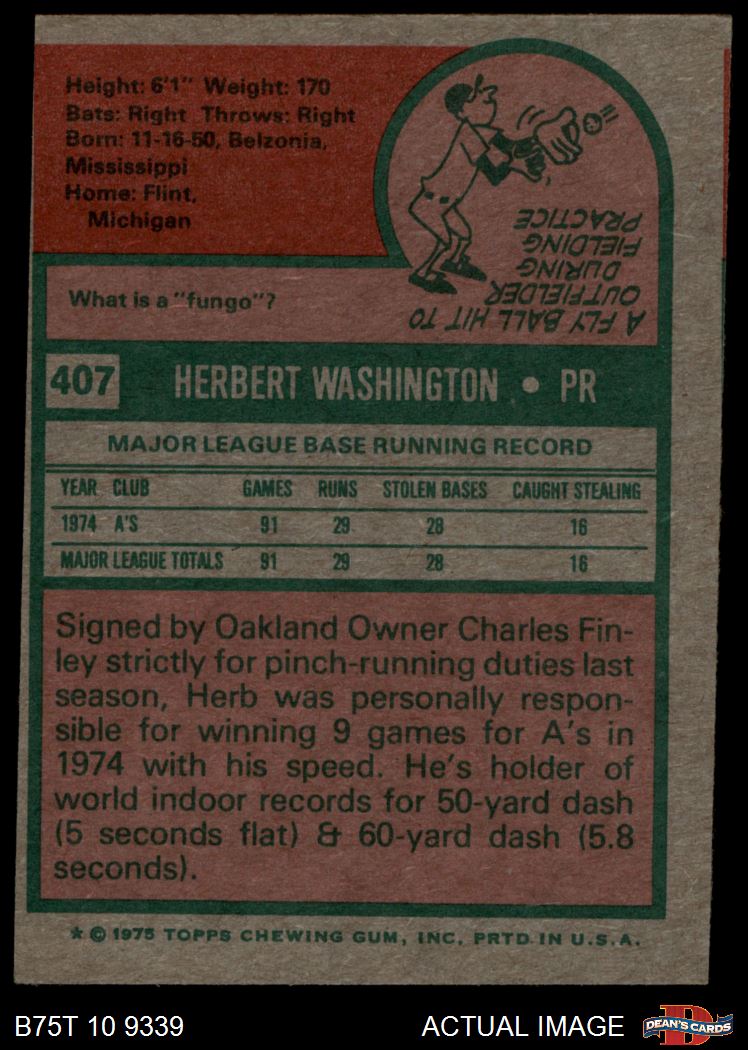 Height: 6'1" Weight: 170
Bats: Right Throws: Right
Born: 11-16-50, Belzonia,
Mississippi
Home: Flint,
Michigan
What is a "fungo"?
A FLY BALL HIT TO
OUTFIELDER
DURING
FIELDING
PRACTICE
407 HERBERT WASHINGTON • PR
MAJOR LEAGUE BASE RUNNING RECORD
YEAR CLUB GAMES RUNS STOLEN BASES CAUGHT STEALING
1974 A'S 91 29 28 16
MAJOR LEAGUE TOTALS 91 29 28 16
Signed by Oakland Owner Charles Fin-
ley strictly for pinch-running duties last
season, Herb was personally respon-
sible for winning 9 games for A's in
1974 with his speed. He's holder of
world indoor records for 50-yard dash
(5 seconds flat) & 60-yard dash (5.8
seconds).
* © 1975 TOPPS CHEWING GUM, INC. PRTD. IN U.S.A.
B75T 10 9339 ACTUAL IMAGE
D
DEAN'S CARDS